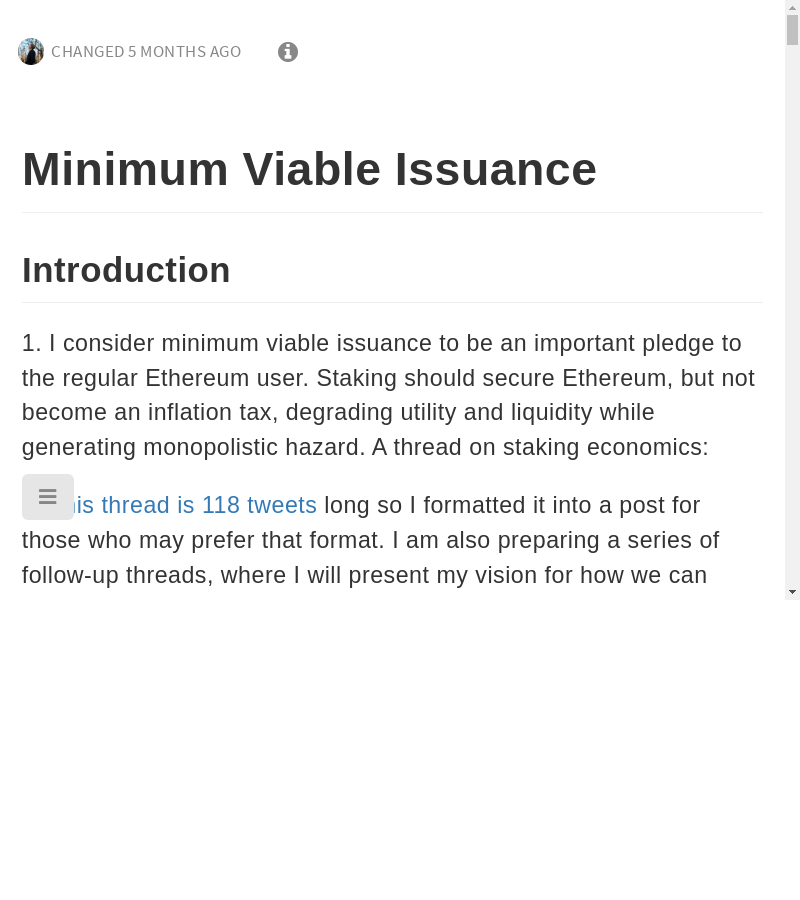 CHANGED 5 MONTHS AGO
Minimum Viable Issuance
Introduction
1. I consider minimum viable issuance to be an important pledge to
the regular Ethereum user. Staking should secure Ethereum, but not
become an inflation tax, degrading utility and liquidity while
generating monopolistic hazard. A thread on staking economics:
thread is 118 tweets long so I formatted it into a post for
those who may prefer that format. I am also preparing a series of
follow-up threads, where I will present my vision for how we can